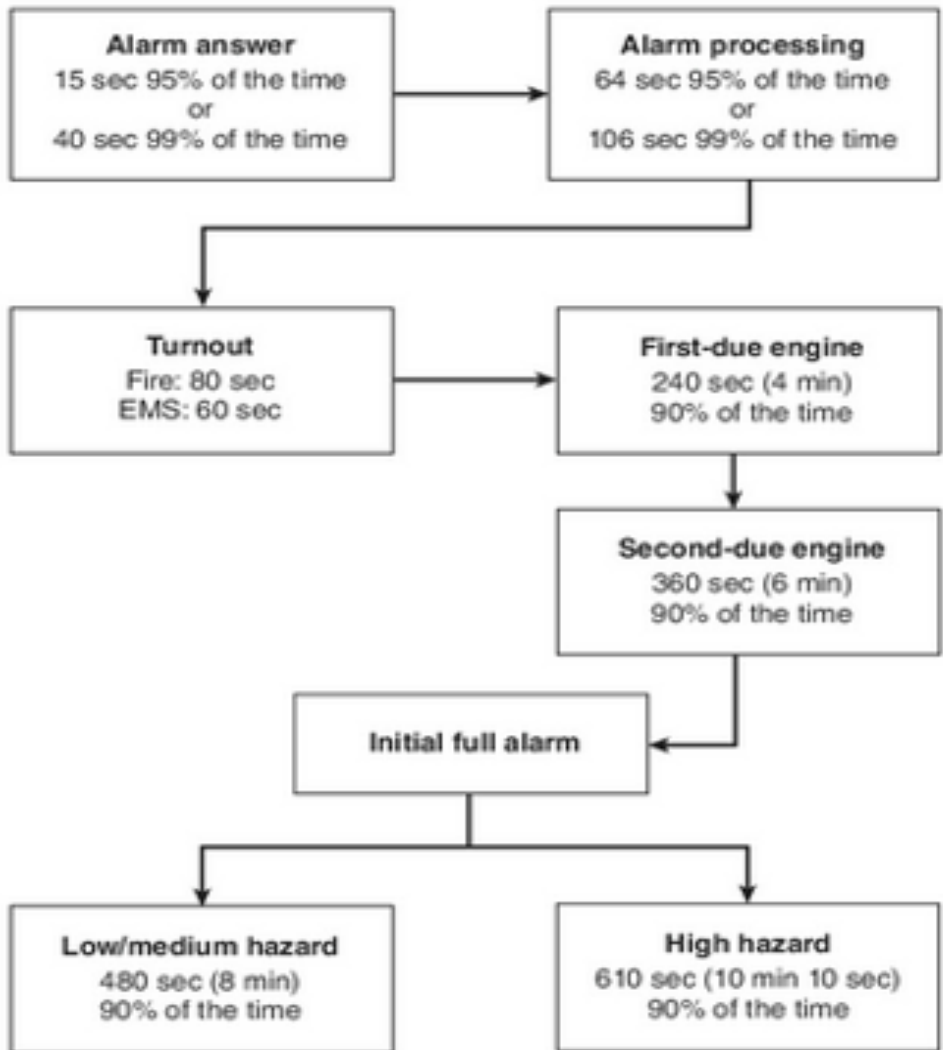 Alarm answer
15 sec 95% of the time
or
40 sec 99% of the time
Alarm processing
64 sec 95% of the time
or
106 sec 99% of the time
Turnout
Fire: 80 sec
EMS: 60 sec
First-due engine
240 sec (4 min)
90% of the time
Second-due engine
360 sec (6 min)
90% of the time
Initial full alarm
Low/medium hazard
480 sec (8 min)
90% of the time
High hazard
610 sec (10 min 10 sec)
90% of the time